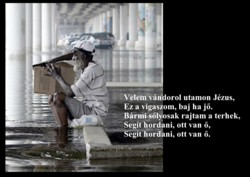 Velem vándorol utamon Jézus,
Ez a vigaszom, baj ha jő.
Bármi súlyosak rajtam a terhek,
Segít hordani, ott van ő,
Segít hordani, ott van ő.